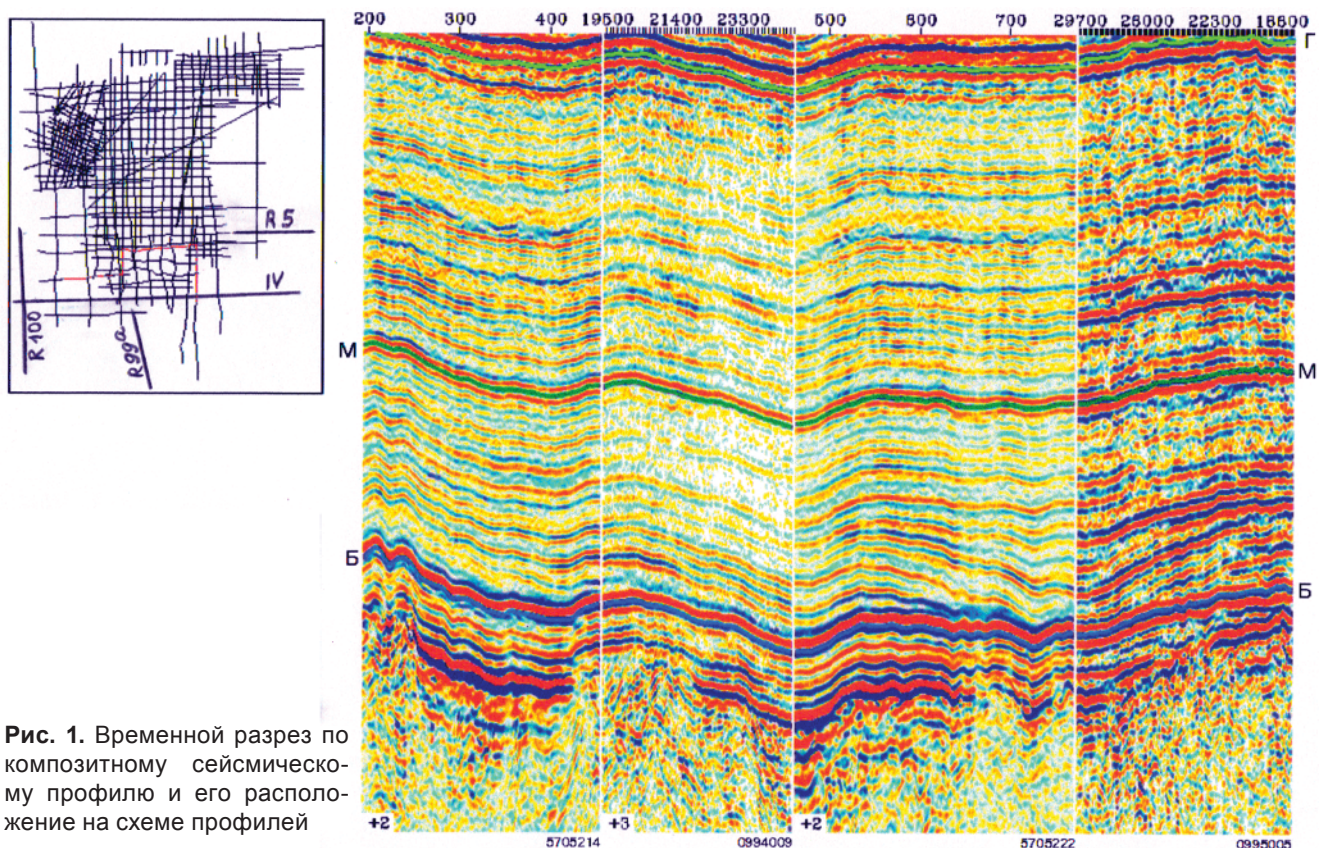 200 300 400 19500 21400 23300 500 600 700 29700 26000 22300 18600
Г
R 5
IV
R 100
R 99a
М
М
Б
Б
+2 +3 +2
5705214 0994009 5705222 0995005
Рис. 1. Временной разрез по
композитному сейсмическо-
му профилю и его располо-
жение на схеме профилей